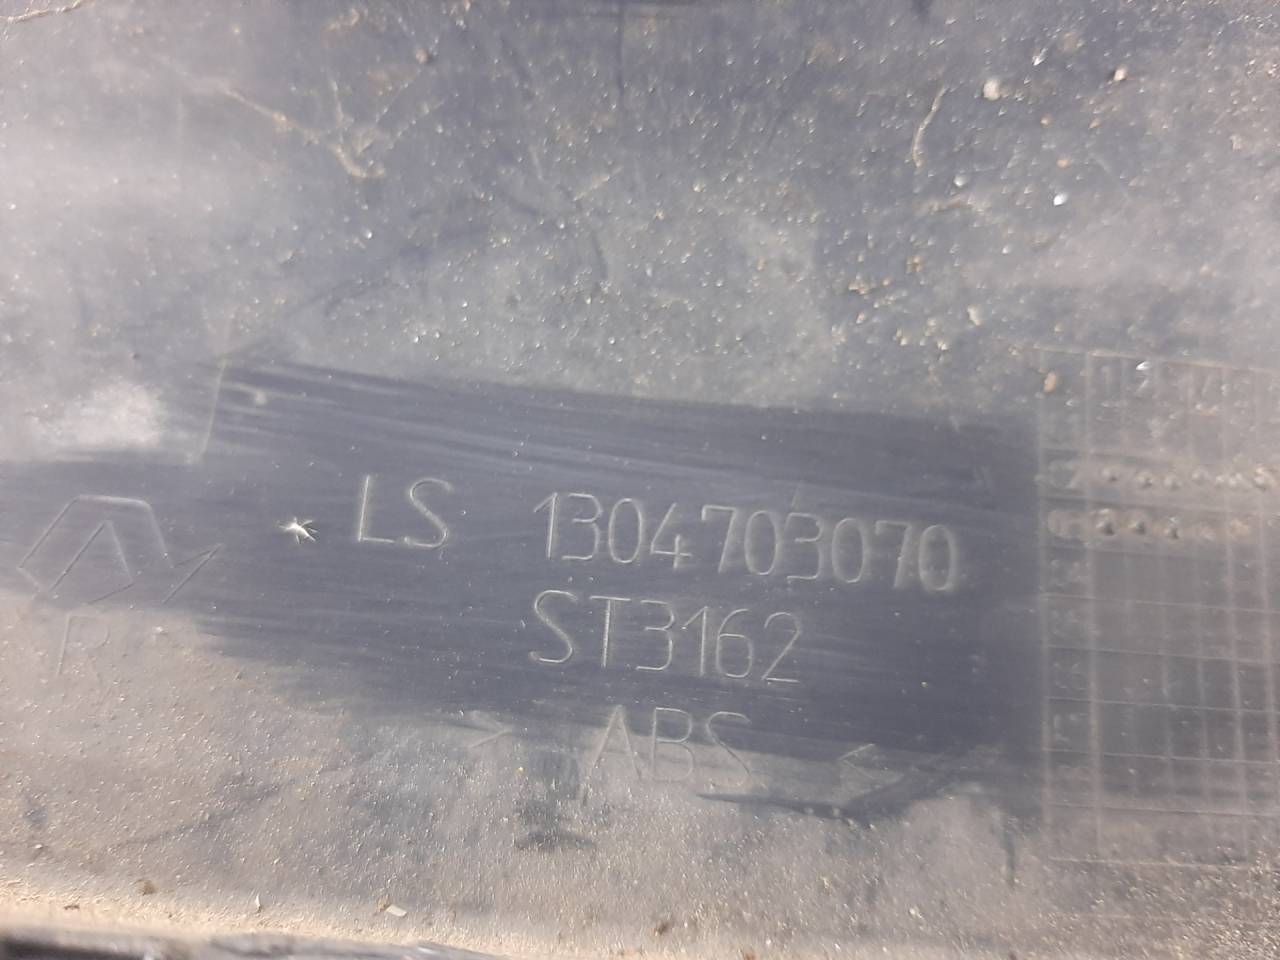 LS 1304703070
ST3162
R
> ABS <